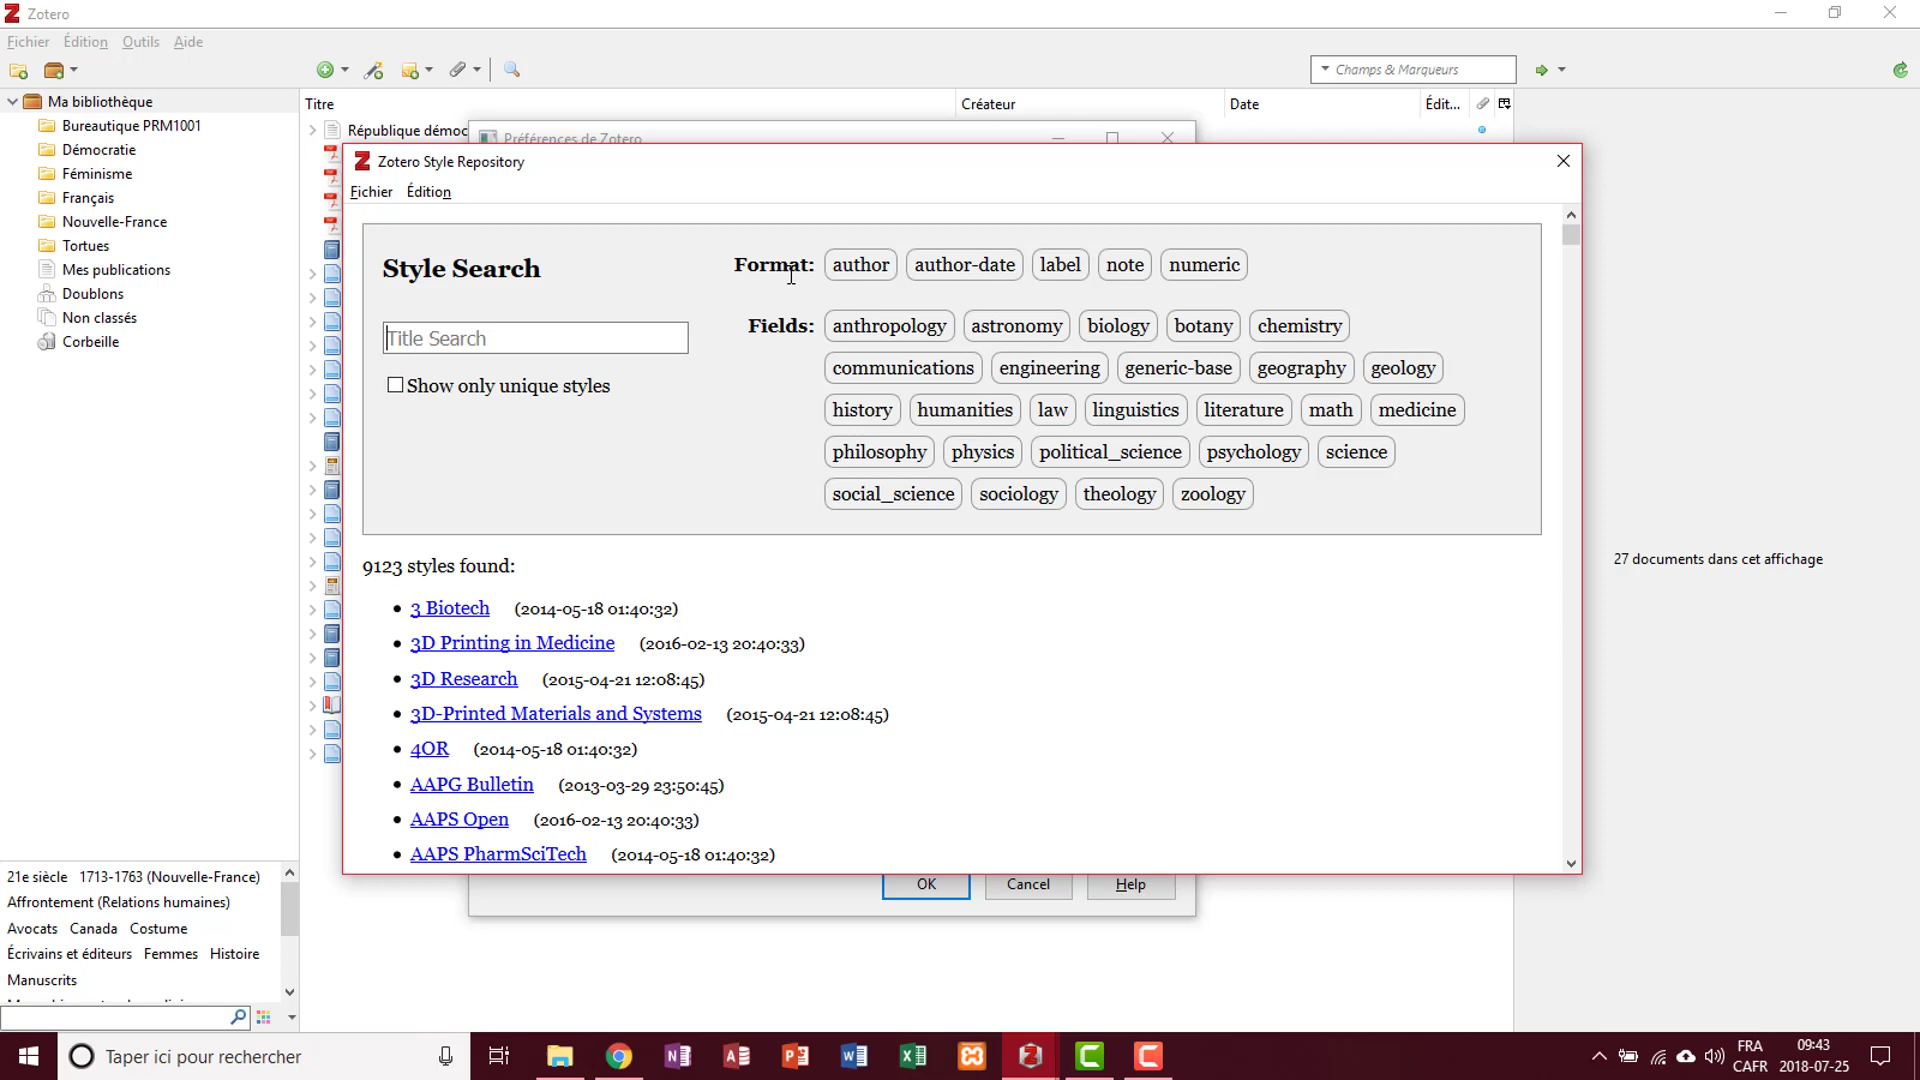 Zotero
Fichier Édition Outils Aide
Champs & Marqueurs
Ma bibliothèque
Bureautique PRM1001
Démocratie
Féminisme
Français
Nouvelle-France
Tortues
Mes publications
Doublons
Non classés
Corbeille
Titre Créateur Date Édit...
République démoc
Préférences de Zotero
Zotero Style Repository
Fichier Édition
Style Search
Title Search
Show only unique styles
Format: author author-date label note numeric
Fields: anthropology astronomy biology botany chemistry
communications engineering generic-base geography geology
history humanities law linguistics literature math medicine
philosophy physics political_science psychology science
social_science sociology theology zoology
9123 styles found:
3 Biotech (2014-05-18 01:40:32)
3D Printing in Medicine (2016-02-13 20:40:33)
3D Research (2015-04-21 12:08:45)
3D-Printed Materials and Systems (2015-04-21 12:08:45)
4OR (2014-05-18 01:40:32)
AAPG Bulletin (2013-03-29 23:50:45)
AAPS Open (2016-02-13 20:40:33)
AAPS PharmSciTech (2014-05-18 01:40:32)
OK Cancel Help
27 documents dans cet affichage
21e siècle 1713-1763 (Nouvelle-France)
Affrontement (Relations humaines)
Avocats Canada Costume
Écrivains et éditeurs Femmes Histoire
Manuscrits
Taper ici pour rechercher
FRA
CAFR
09:43
2018-07-25